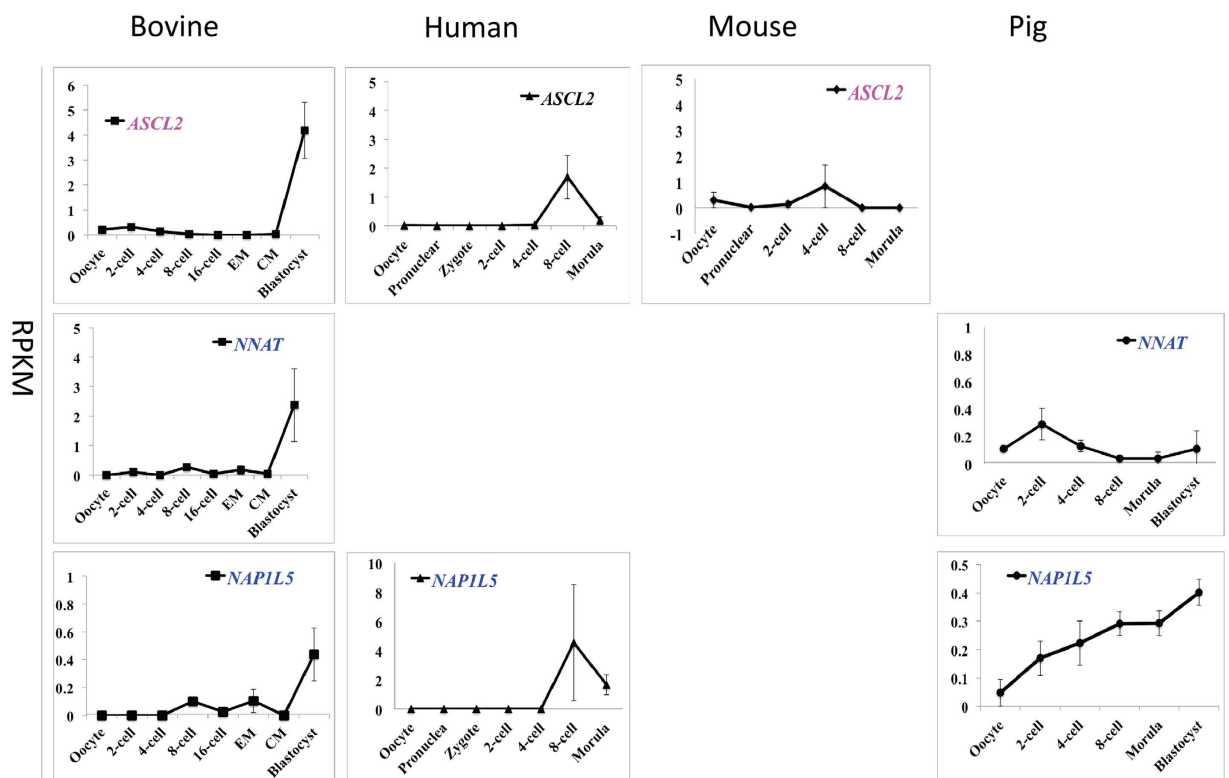 Bovine Human Mouse Pig
RPKM
6
5
4
3
2
1
0
ASCL2
Oocyte 2-cell 4-cell 8-cell 16-cell EM CM Blastocyst
5
4
3
2
1
0
ASCL2
Oocyte Pronuclear Zygote 2-cell 4-cell 8-cell Morula
5
4
3
2
1
0
-1
ASCL2
Oocyte Pronuclear 2-cell 4-cell 8-cell Morula
5
4
3
2
1
0
NNAT
Oocyte 2-cell 4-cell 8-cell 16-cell EM CM Blastocyst
1
0.8
0.6
0.4
0.2
0
NNAT
Oocyte 2-cell 4-cell 8-cell Morula Blastocyst
1
0.8
0.6
0.4
0.2
0
NAP1L5
Oocyte 2-cell 4-cell 8-cell 16-cell EM CM Blastocyst
10
8
6
4
2
0
NAP1L5
Oocyte Pronuclea Zygote 2-cell 4-cell 8-cell Morula
0.5
0.4
0.3
0.2
0.1
0
NAP1L5
Oocyte 2-cell 4-cell 8-cell Morula Blastocyst